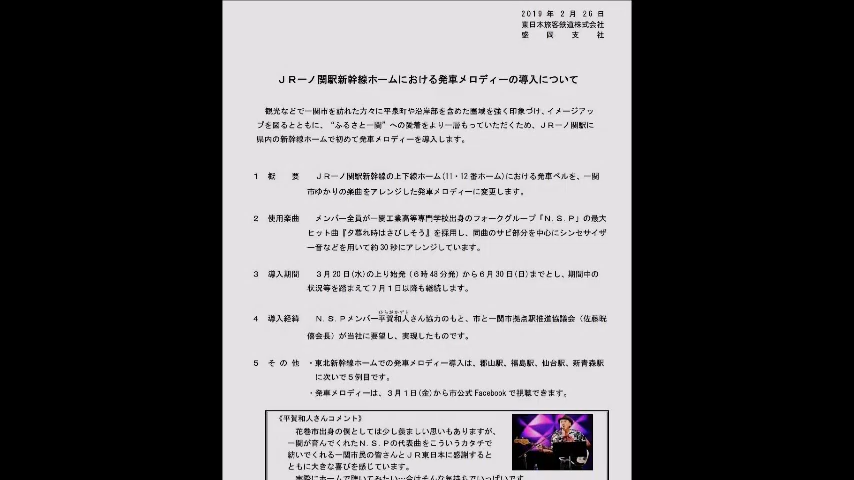 2019年2月26日
東日本旅客鉄道株式会社
盛岡支社
JR一ノ関駅新幹線ホームにおける発車メロディーの導入について
観光などで一関市を訪れた方々に平泉町や沿岸部を含めた圏域を強く印象づけ、イメージアッ
プを図るとともに、“ふるさと一関”への愛着をより一層もっていただくため、JR一ノ関駅に
県内の新幹線ホームで初めて発車メロディーを導入します。
1 概要 JR一ノ関駅新幹線の上下線ホーム(11・12番ホーム)における発車ベルを、一関
市ゆかりの楽曲をアレンジした発車メロディーに変更します。
2 使用楽曲 メンバー全員が一関工業高等専門学校出身のフォークグループ「N.S.P」の最大
ヒット曲『夕暮れ時はさびしそう』を採用し、同曲のサビ部分を中心にシンセサイザ
ー音などを用いて約30秒にアレンジしています。
3 導入期間 3月20日(水)の上り始発(6時48分発)から6月30日(日)までとし、期間中の
状況等を踏まえて7月1日以降も継続します。
4 導入経緯 N.S.Pメンバー平賀和人さん協力のもと、市と一関市拠点駅推進協議会(佐藤晄
僖会長)が当社に要望し、実現したものです。
5 その他 ・東北新幹線ホームでの発車メロディー導入は、郡山駅、福島駅、仙台駅、新青森駅
に次いで5例目です。
・発車メロディーは、3月1日(金)から市公式Facebookで視聴できます。
《平賀和人さんコメント》
花巻市出身の僕としては少し羨ましい思いもありますが、
一関が育んでくれたN.S.Pの代表曲をこういうカタチで
紡いでくれる一関市民の皆さんとJR東日本に感謝すると
ともに大きな喜びを感じています。
実際にホームで聴いてみたい…今はそんな気持ちでいっぱいです。